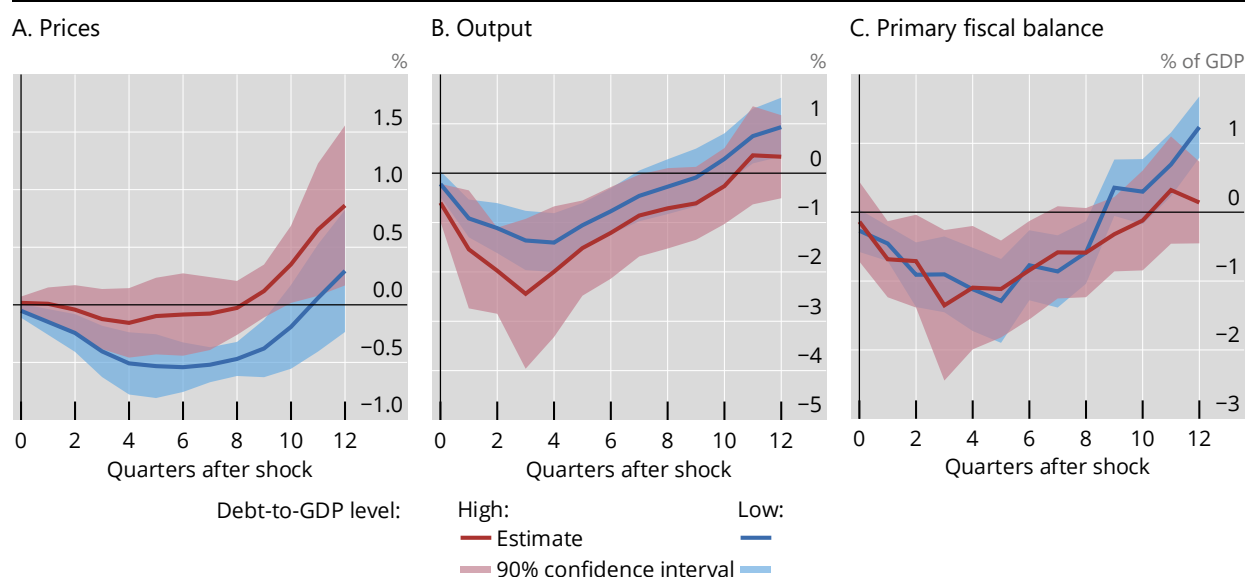 A. Prices
B. Output
C. Primary fiscal balance
%
%
% of GDP
1.5
1.0
0.5
0.0
−0.5
−1.0
1
0
−1
−2
−3
−4
−5
1
0
−1
−2
−3
0 2 4 6 8 10 12
0 2 4 6 8 10 12
0 2 4 6 8 10 12
Quarters after shock
Quarters after shock
Quarters after shock
Debt-to-GDP level:
High:
Low:
Estimate
90% confidence interval